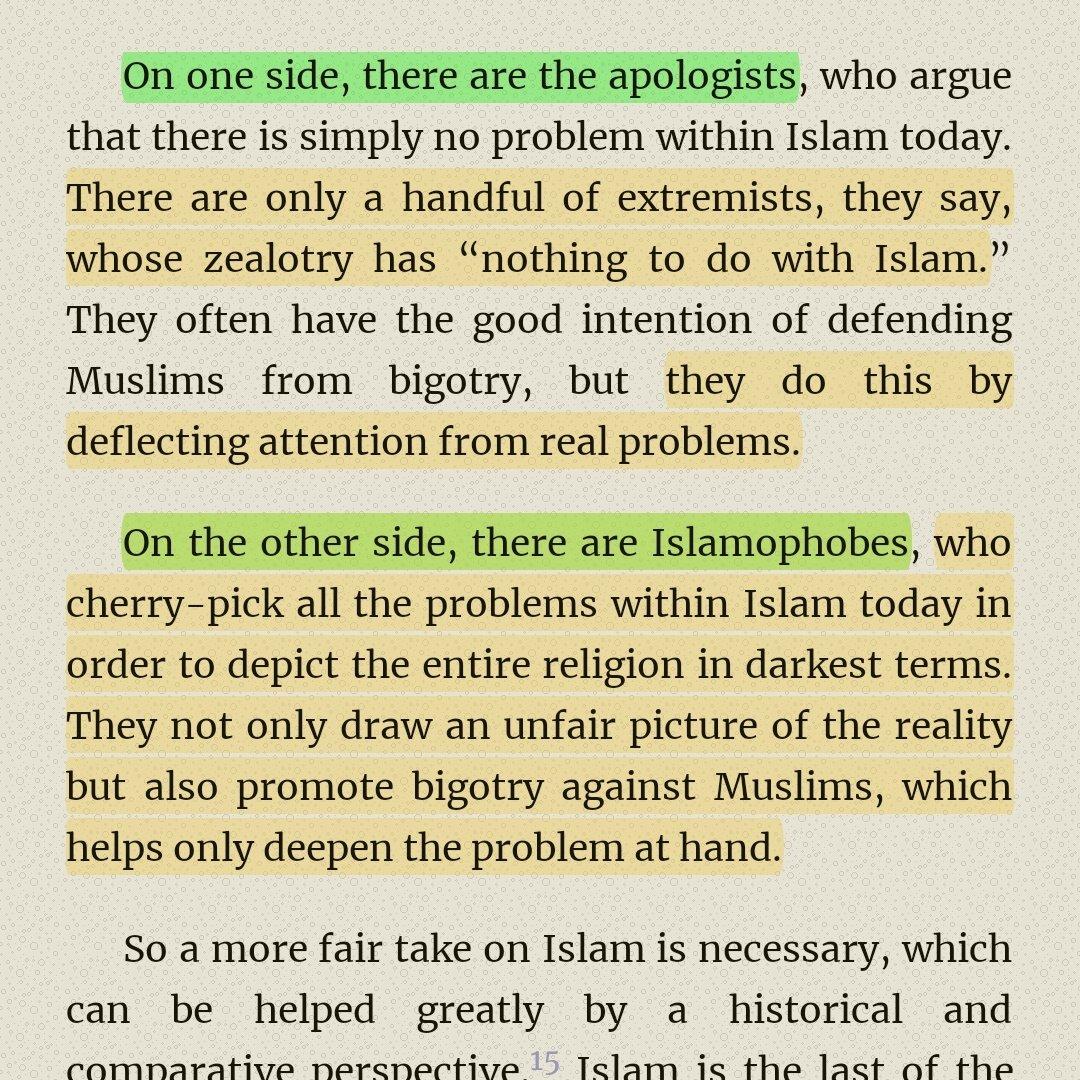 On one side, there are the apologists, who argue
that there is simply no problem within Islam today.
There are only a handful of extremists, they say,
whose zealotry has “nothing to do with Islam.”
They often have the good intention of defending
Muslims from bigotry, but they do this by
deflecting attention from real problems.
On the other side, there are Islamophobes, who
cherry-pick all the problems within Islam today in
order to depict the entire religion in darkest terms.
They not only draw an unfair picture of the reality
but also promote bigotry against Muslims, which
helps only deepen the problem at hand.
So a more fair take on Islam is necessary, which
can be helped greatly by a historical and
comparative perspective.15 Islam is the last of the